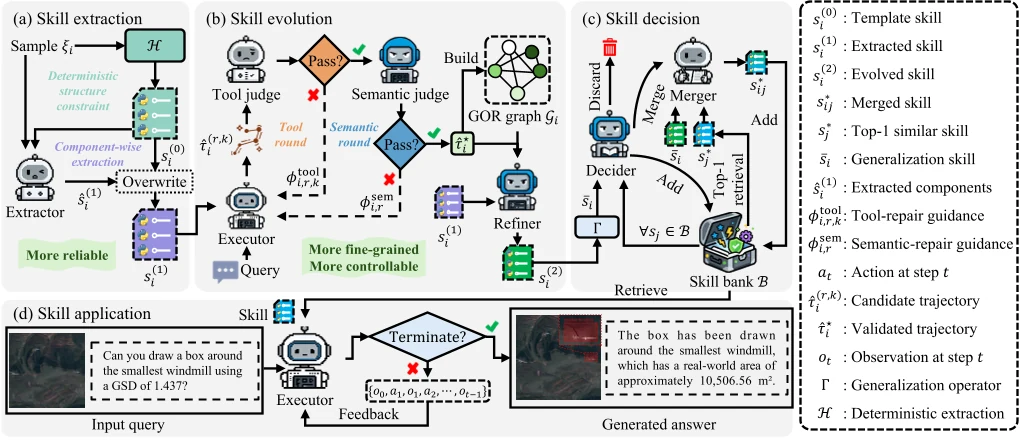 (a) Skill extraction
Sample ξ_i
ℋ
Deterministic
structure
constraint
s_i^(0)
Component-wise
extraction
Extractor
ŝ_i^(1)
Overwrite
More reliable
s_i^(1)
(b) Skill evolution
Tool judge
Pass?
Semantic judge
Build
GOR graph 𝒢_i
τ̂_i^(r,k)
Tool
round
Semantic
round
Pass?
τ̂_i^⋆
ϕ_{i,r,k}^tool
ϕ_{i,r}^sem
Executor
Query
More fine-grained
More controllable
s_i^(1)
Refiner
s_i^(2)
(c) Skill decision
Discard
Merge
Merger
s_ij^*
Add
s̄_i
s_j^*
Decider
Add
Top-1
retrieval
s̄_i
Γ
∀s_j ∈ ℬ
Skill bank ℬ
Retrieve
(d) Skill application
Skill
Can you draw a box around
the smallest windmill using
a GSD of 1.437?
Input query
Executor
Terminate?
{o_0, a_1, o_1, a_2, ⋯, o_{t−1}}
Feedback
The box has been drawn
around the smallest windmill,
which has a real-world area of
approximately 10,506.56 m².
Generated answer
s_i^(0) : Template skill
s_i^(1) : Extracted skill
s_i^(2) : Evolved skill
s_ij^* : Merged skill
s_j^* : Top-1 similar skill
s̄_i : Generalization skill
ŝ_i^(1) : Extracted components
ϕ_{i,r,k}^tool : Tool-repair guidance
ϕ_{i,r}^sem : Semantic-repair guidance
a_t : Action at step t
τ̂_i^(r,k) : Candidate trajectory
τ̂_i^⋆ : Validated trajectory
o_t : Observation at step t
Γ : Generalization operator
ℋ : Deterministic extraction